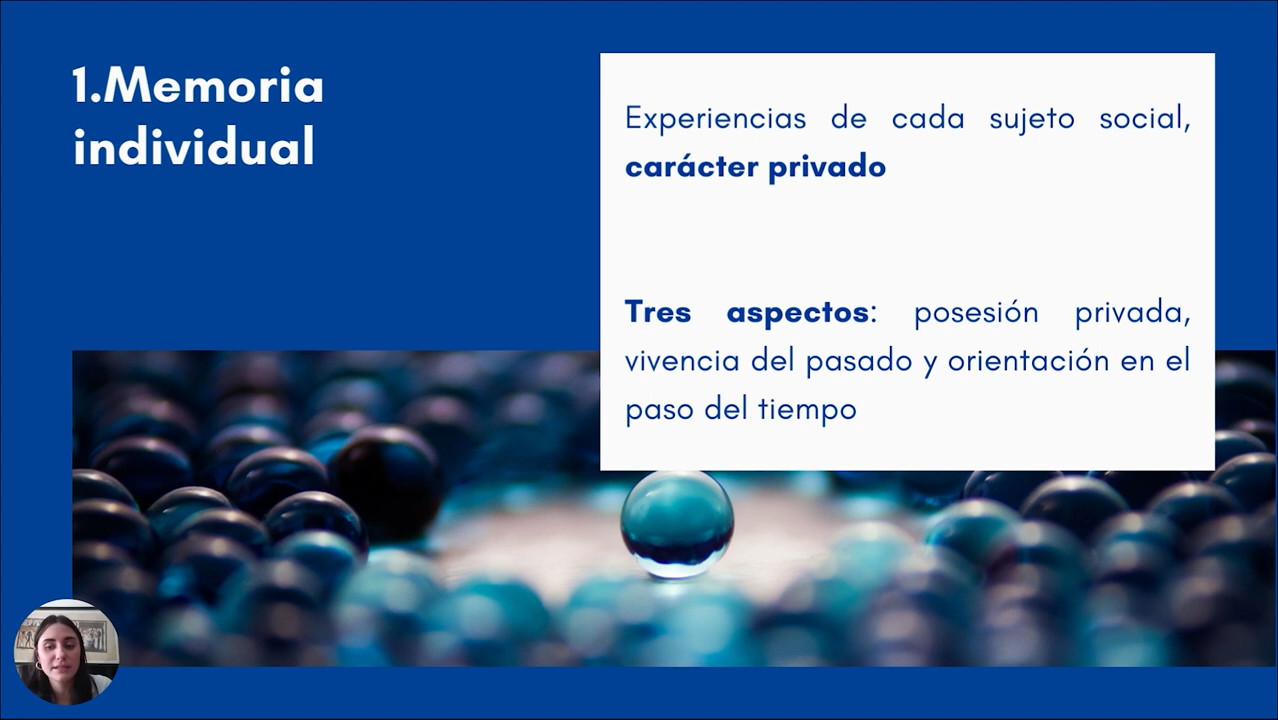 1.Memoria
individual
Experiencias de cada sujeto social,
carácter privado
Tres aspectos: posesión privada,
vivencia del pasado y orientación en el
paso del tiempo